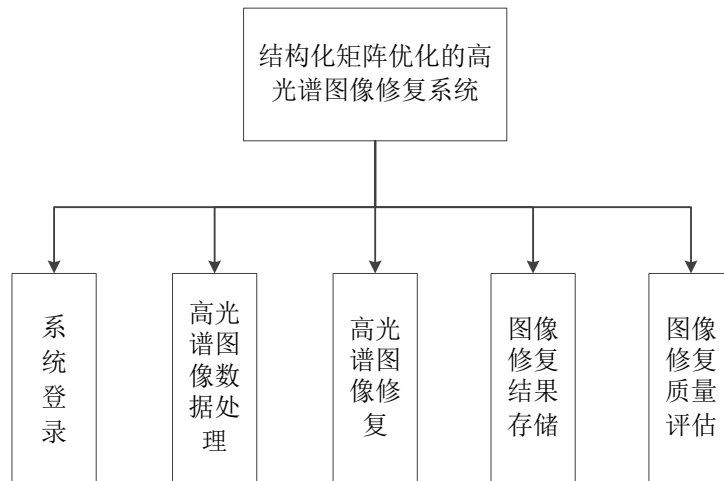 结构化矩阵优化的高
光谱图像修复系统
系
统
登
录
高光
谱图
像数
据处
理
高光
谱图
像修
复
图像
修复
结果
存储
图像
修复
质量
评估